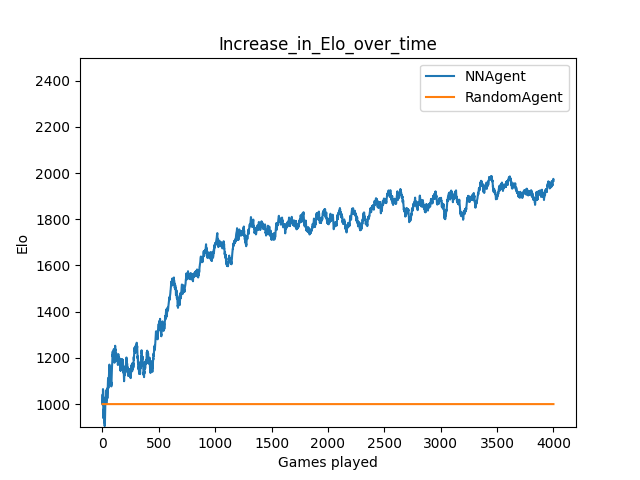 Increase_in_Elo_over_time
NNAgent
RandomAgent
2400
2200
2000
1800
1600
1400
1200
1000
Elo
0 500 1000 1500 2000 2500 3000 3500 4000
Games played